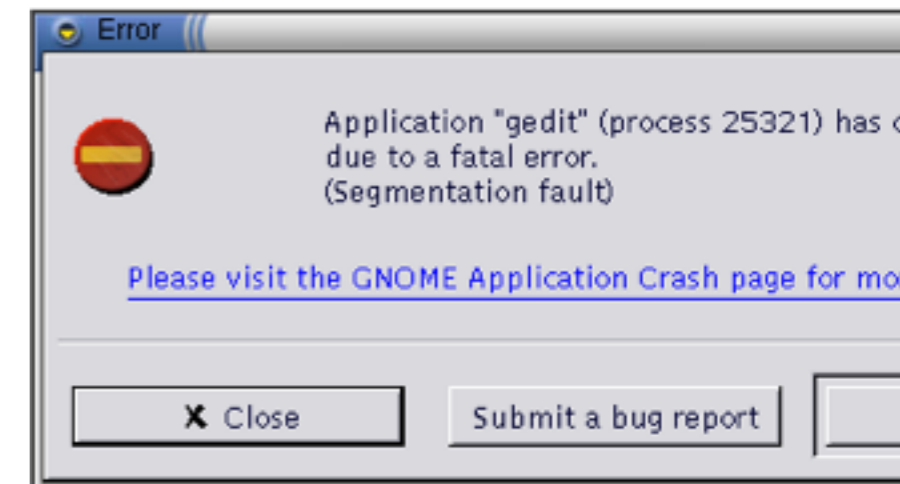 Error
Application "gedit" (process 25321) has
due to a fatal error.
(Segmentation fault)
Please visit the GNOME Application Crash page for
Close
Submit a bug report